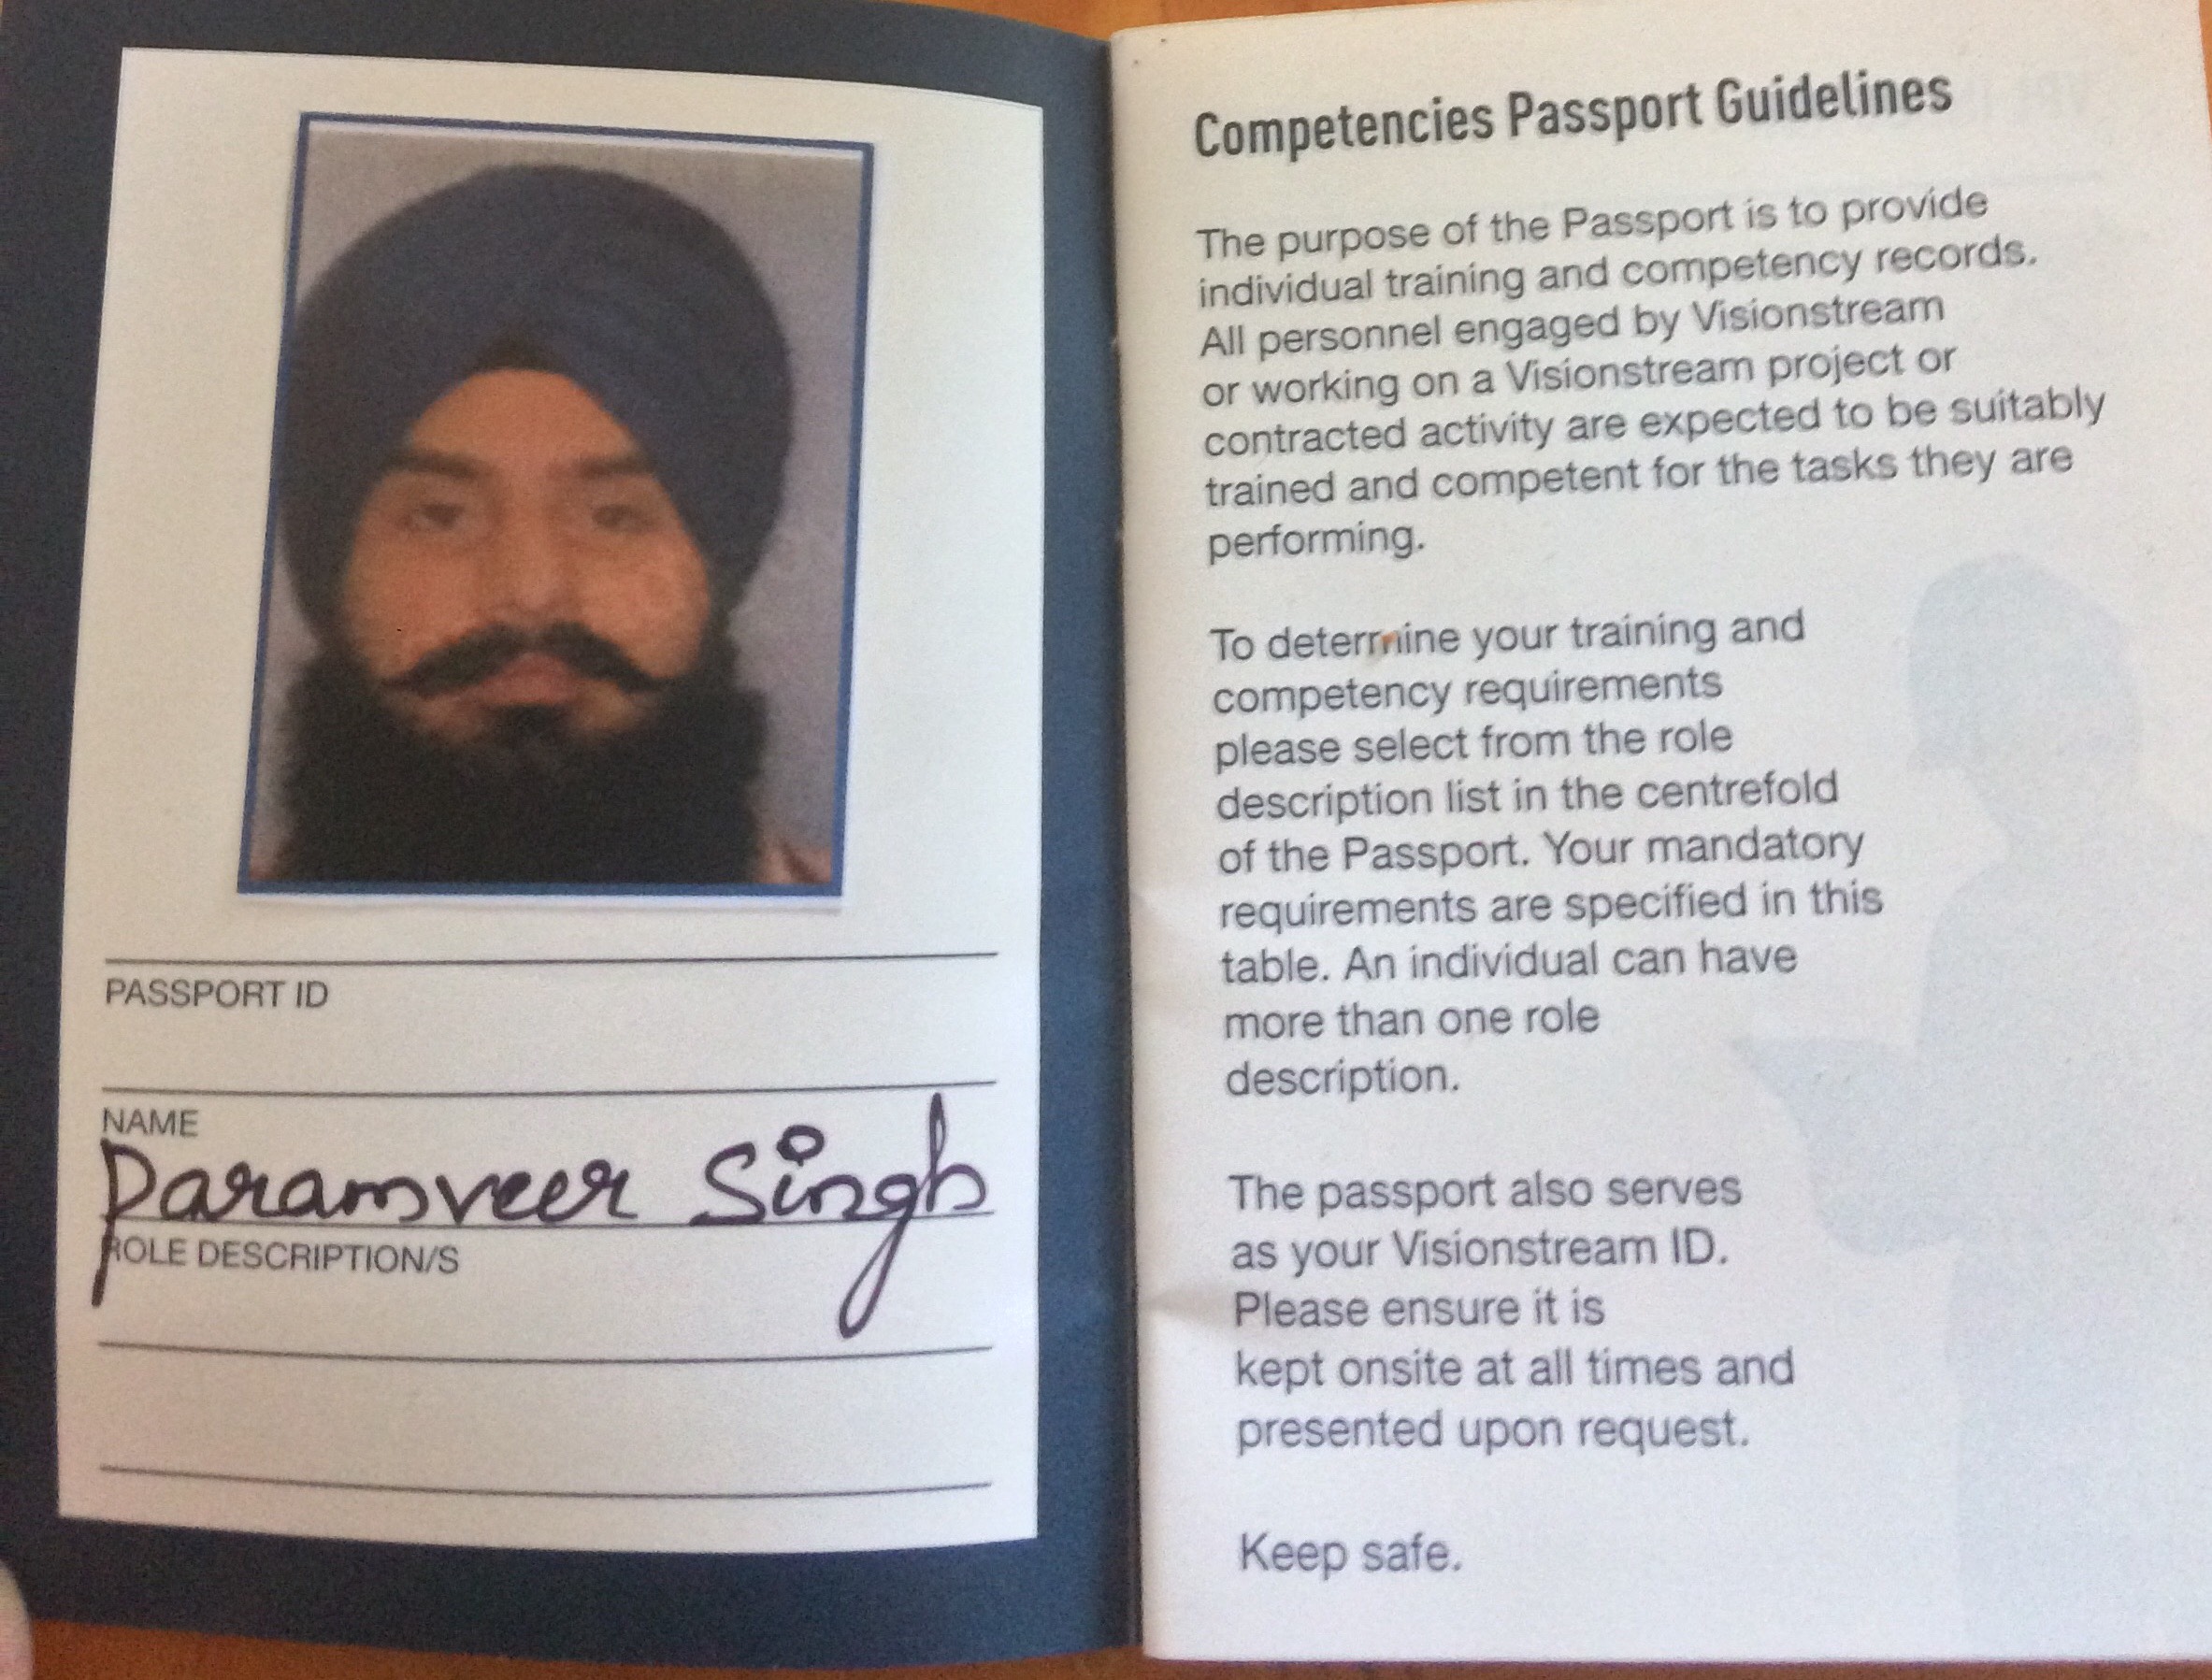 PASSPORT ID
NAME
Paramveer Singh
ROLE DESCRIPTION/S
Competencies Passport Guidelines
The purpose of the Passport is to provide
individual training and competency records.
All personnel engaged by Visionstream
or working on a Visionstream project or
contracted activity are expected to be suitably
trained and competent for the tasks they are
performing.
To determine your training and
competency requirements
please select from the role
description list in the centrefold
of the Passport. Your mandatory
requirements are specified in this
table. An individual can have
more than one role
description.
The passport also serves
as your Visionstream ID.
Please ensure it is
kept onsite at all times and
presented upon request.
Keep safe.